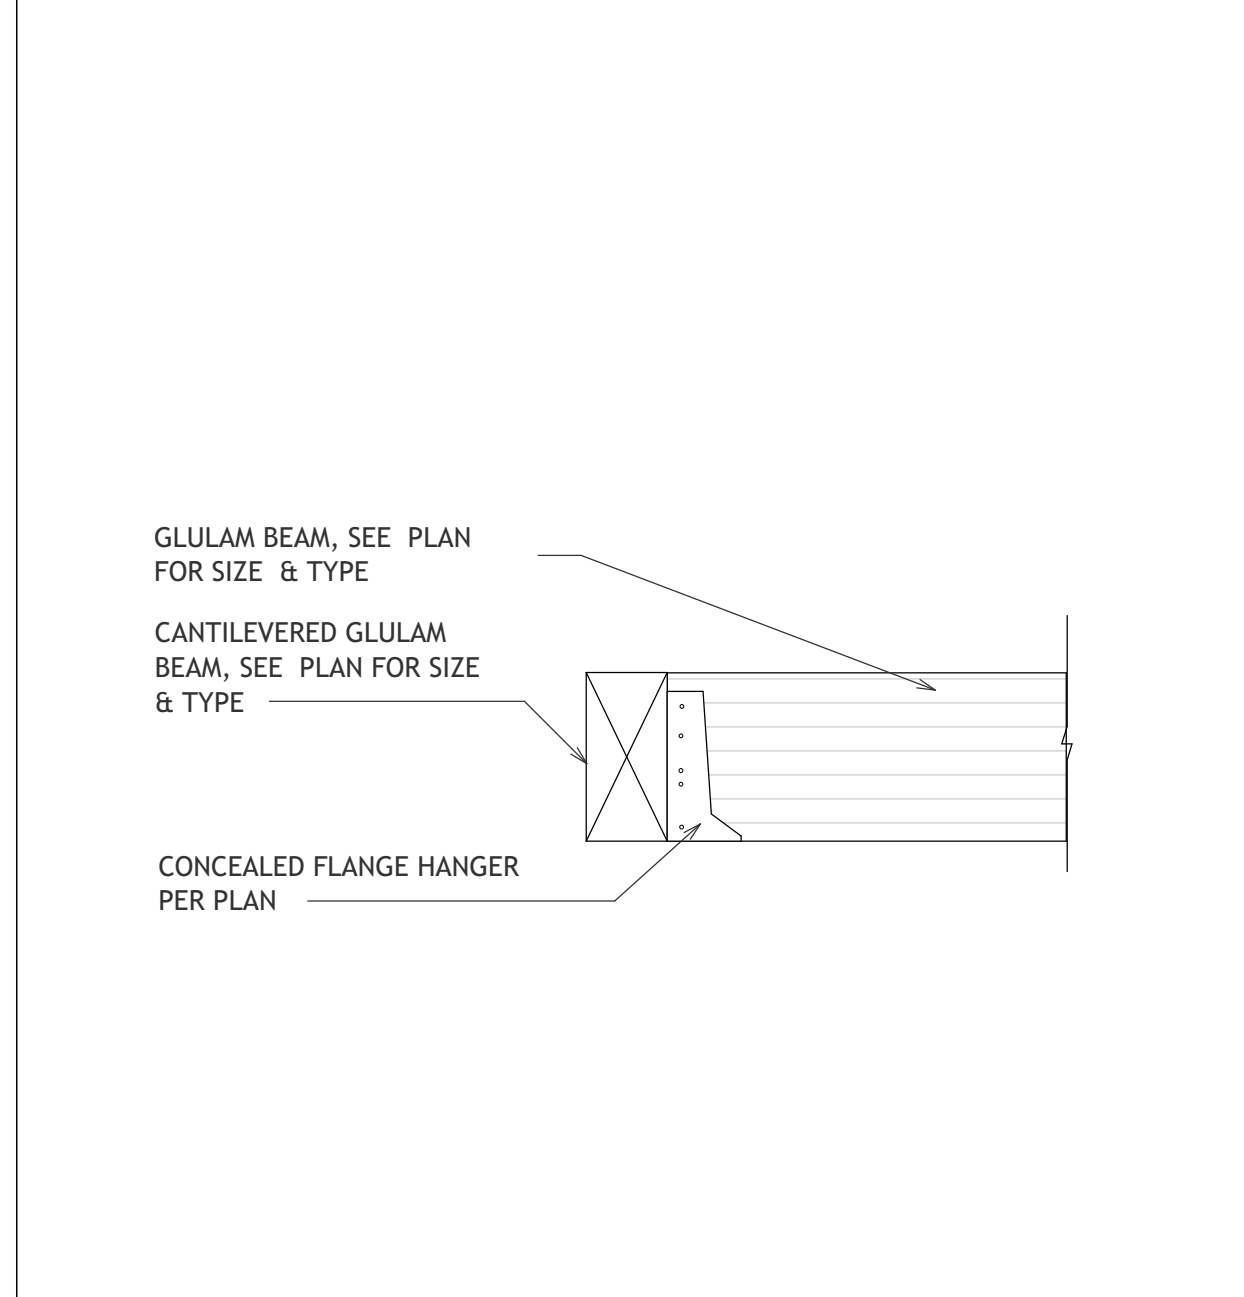 GLULAM BEAM, SEE PLAN
FOR SIZE & TYPE
CANTILEVERED GLULAM
BEAM, SEE PLAN FOR SIZE
& TYPE
CONCEALED FLANGE HANGER
PER PLAN